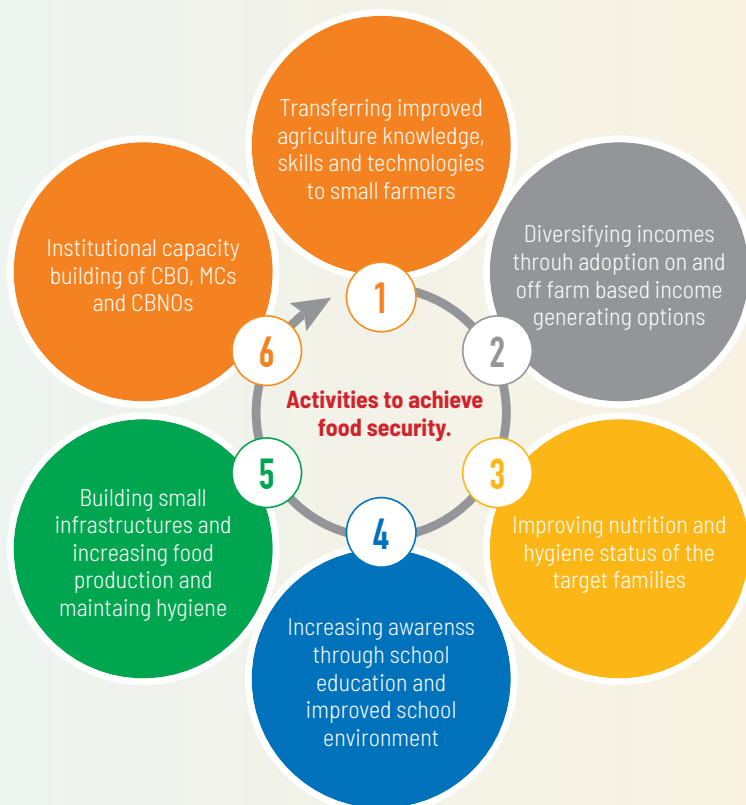 Transferring improved
agriculture knowledge,
skills and technologies
to small farmers
1
Diversifying incomes
throuh adoption on and
off farm based income
generating options
2
Improving nutrition and
hygiene status of the
target families
3
Increasing awarenss
through school
education and
improved school
environment
4
Building small
infrastructures and
increasing food
production and
maintaing hygiene
5
Institutional capacity
building of CBO, MCs
and CBNOs
6
Activities to achieve
food security.